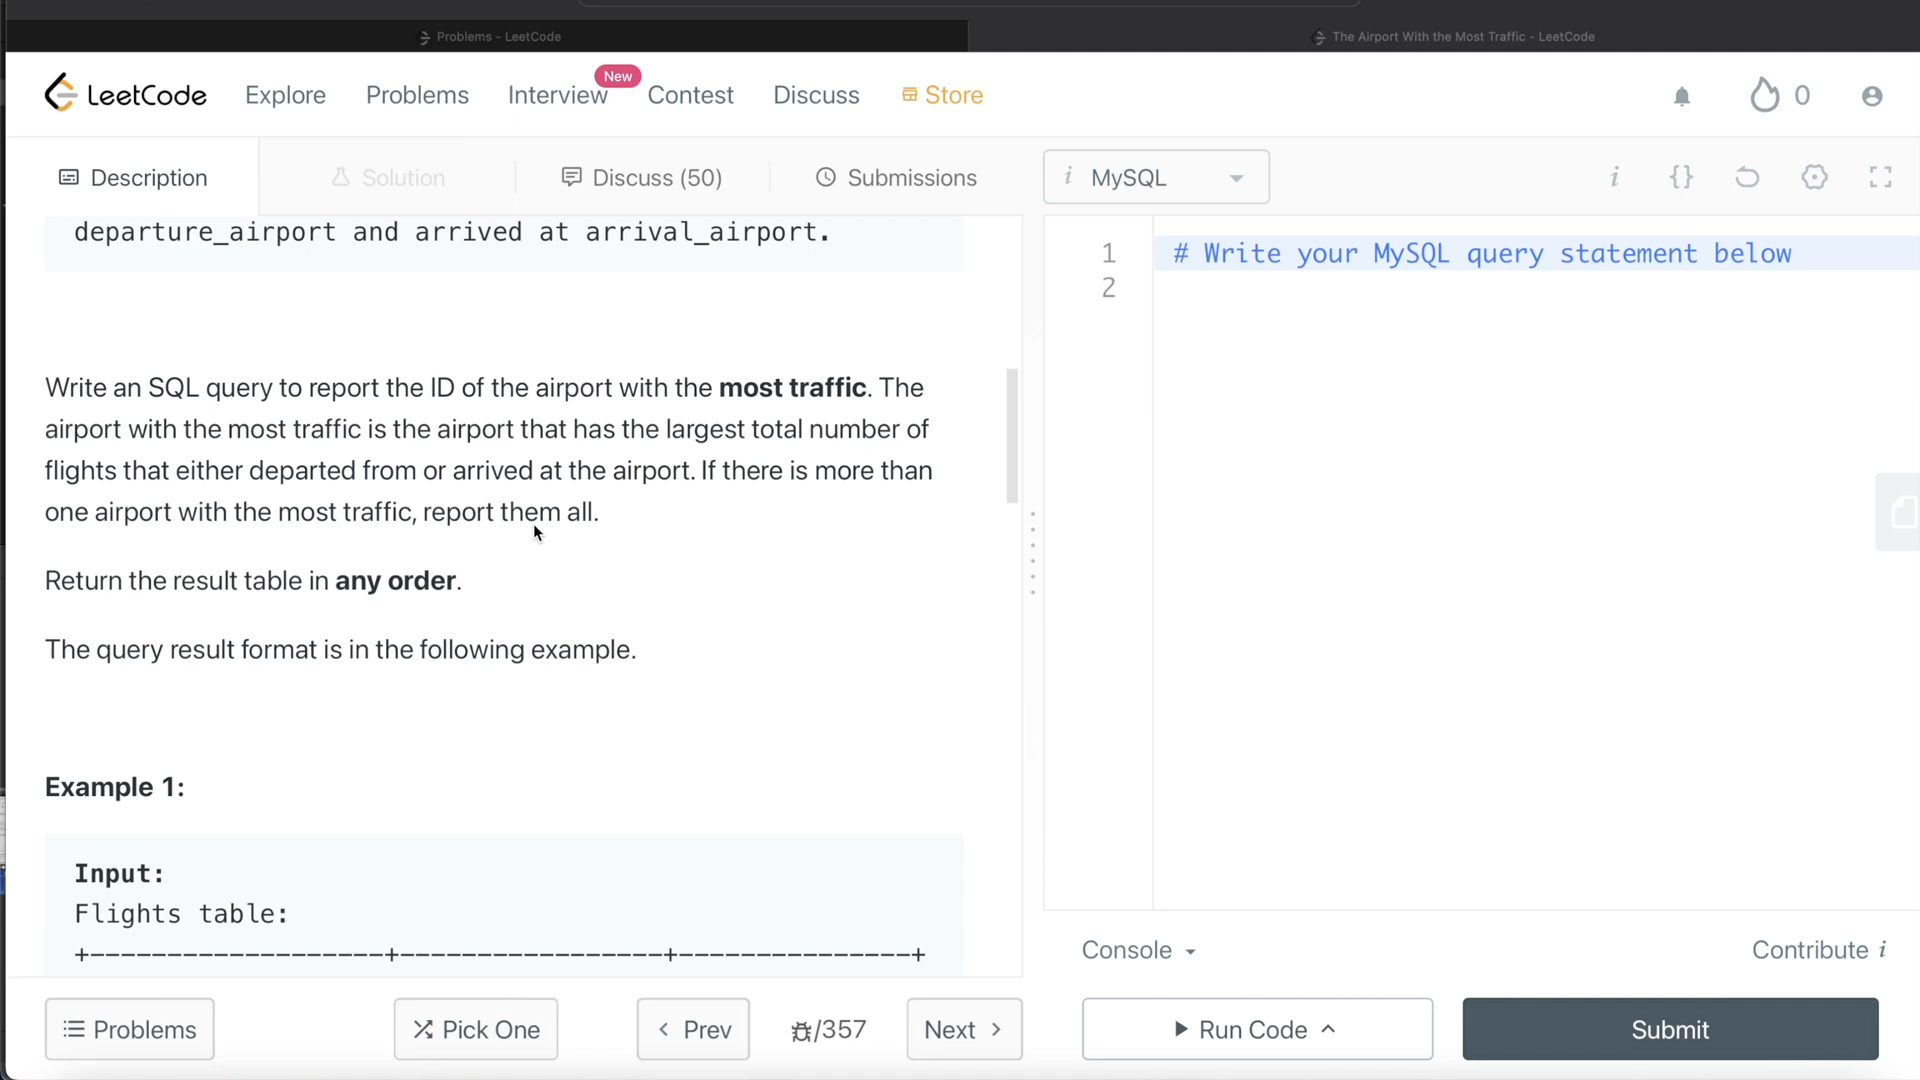 Problems - LeetCode
The Airport With the Most Traffic - LeetCode
LeetCode Explore Problems Interview New Contest Discuss Store 0
Description Solution Discuss (50) Submissions
i MySQL i {}
departure_airport and arrived at arrival_airport.
Write an SQL query to report the ID of the airport with the most traffic. The
airport with the most traffic is the airport that has the largest total number of
flights that either departed from or arrived at the airport. If there is more than
one airport with the most traffic, report them all.
Return the result table in any order.
The query result format is in the following example.
Example 1:
Input:
Flights table:
+-------------------+-----------------+---------------+
1 # Write your MySQL query statement below
2
Console Contribute i
Problems Pick One < Prev /357 Next > Run Code Submit